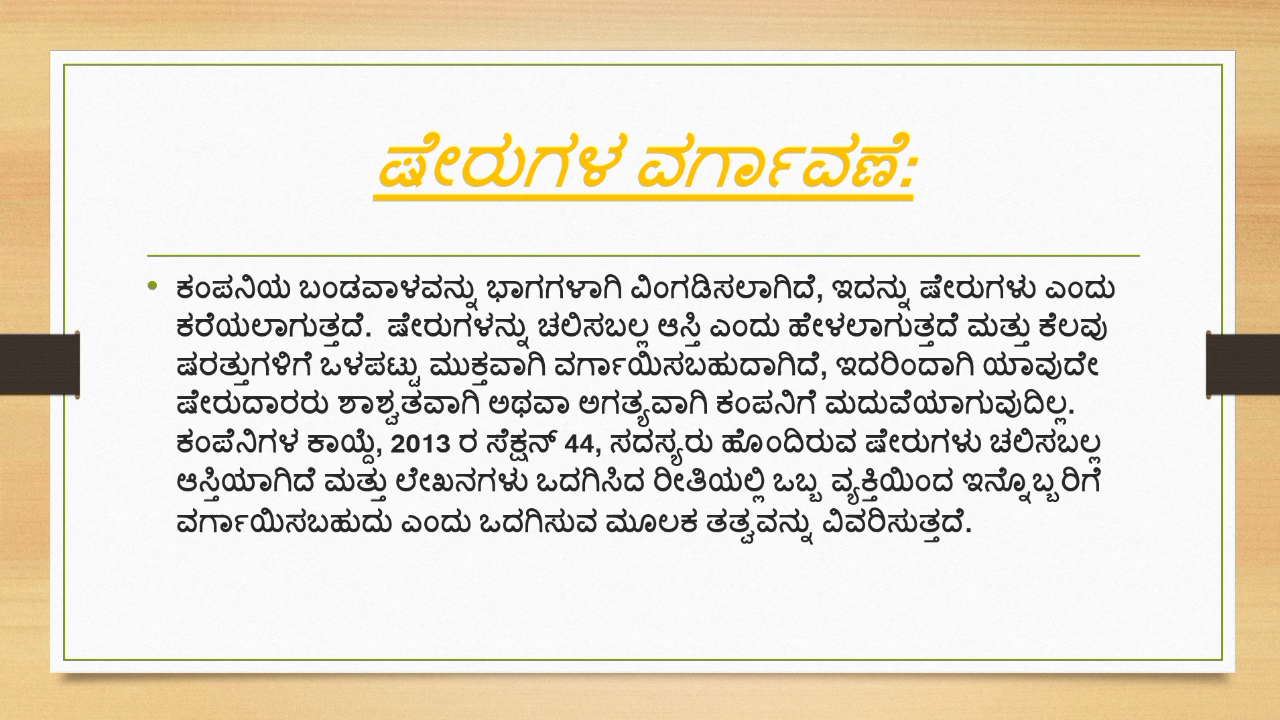 ಷೇರುಗಳ ವರ್ಗಾವಣೆ:
• ಕಂಪನಿಯ ಬಂಡವಾಳವನ್ನು ಭಾಗಗಳಾಗಿ ವಿಂಗಡಿಸಲಾಗಿದೆ, ಇದನ್ನು ಷೇರುಗಳು ಎಂದು
ಕರೆಯಲಾಗುತ್ತದೆ. ಷೇರುಗಳನ್ನು ಚಲಿಸಬಲ್ಲ ಆಸ್ತಿ ಎಂದು ಹೇಳಲಾಗುತ್ತದೆ ಮತ್ತು ಕೆಲವು
ಷರತ್ತುಗಳಿಗೆ ಒಳಪಟ್ಟು ಮುಕ್ತವಾಗಿ ವರ್ಗಾಯಿಸಬಹುದಾಗಿದೆ, ಇದರಿಂದಾಗಿ ಯಾವುದೇ
ಷೇರುದಾರರು ಶಾಶ್ವತವಾಗಿ ಅಥವಾ ಅಗತ್ಯವಾಗಿ ಕಂಪನಿಗೆ ಮದುವೆಯಾಗುವುದಿಲ್ಲ.
ಕಂಪೆನಿಗಳ ಕಾಯ್ದೆ, 2013 ರ ಸೆಕ್ಷನ್ 44, ಸದಸ್ಯರು ಹೊಂದಿರುವ ಷೇರುಗಳು ಚಲಿಸಬಲ್ಲ
ಆಸ್ತಿಯಾಗಿದೆ ಮತ್ತು ಲೇಖನಗಳು ಒದಗಿಸಿದ ರೀತಿಯಲ್ಲಿ ಒಬ್ಬ ವ್ಯಕ್ತಿಯಿಂದ ಇನ್ನೊಬ್ಬರಿಗೆ
ವರ್ಗಾಯಿಸಬಹುದು ಎಂದು ಒದಗಿಸುವ ಮೂಲಕ ತತ್ವವನ್ನು ವಿವರಿಸುತ್ತದೆ.